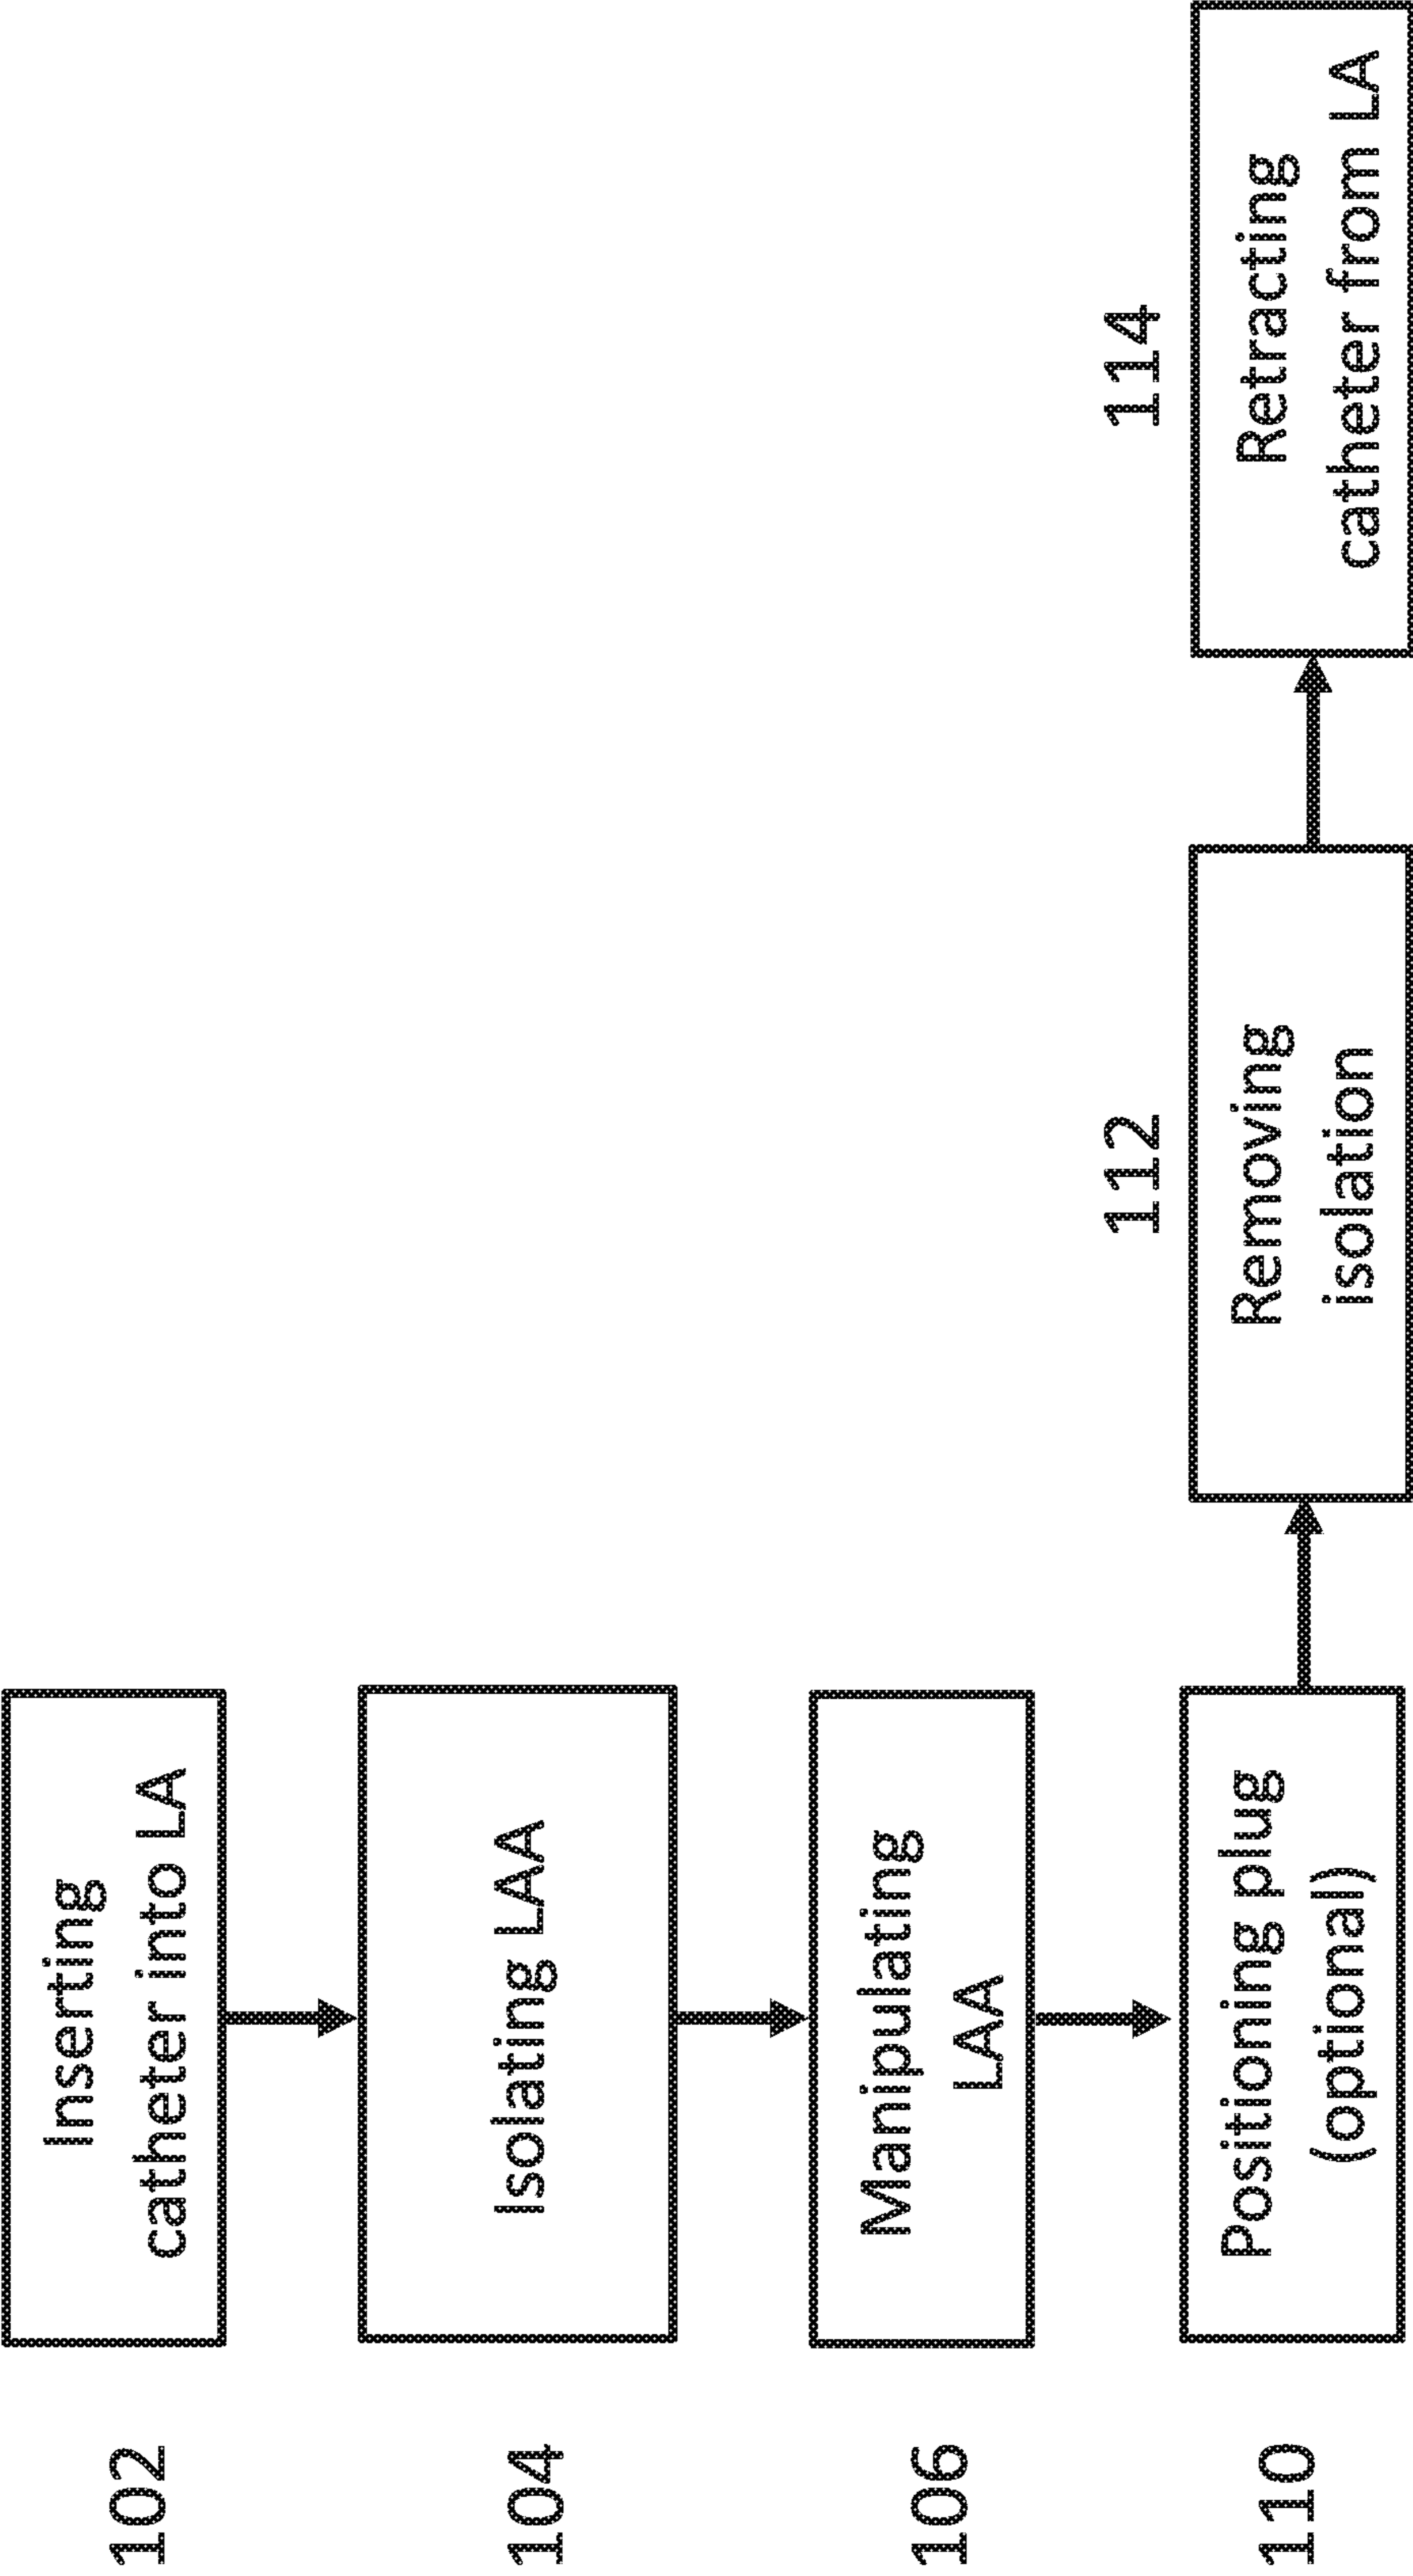 102
Inserting
catheter into LA
104
Isolating LAA
106
Manipulating
LAA
110
Positioning plug
(optional)
112
Removing
isolation
114
Retracting
catheter from LA